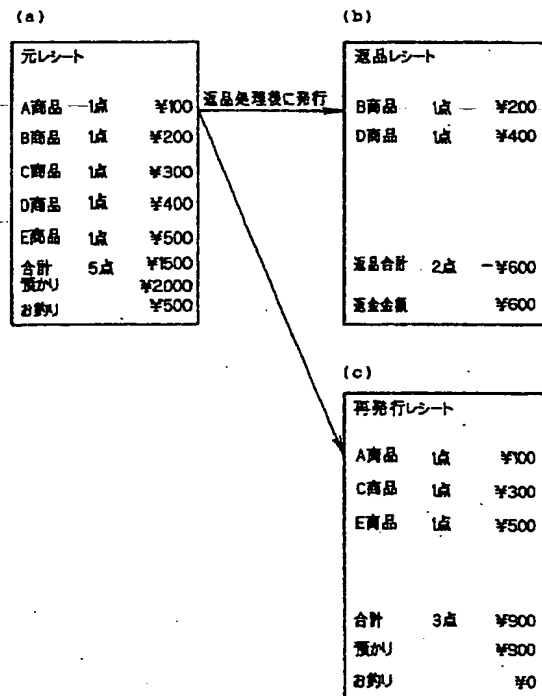 (a)
元レシート
A商品 1点 ¥100
B商品 1点 ¥200
C商品 1点 ¥300
D商品 1点 ¥400
E商品 1点 ¥500
合計 5点 ¥1500
預かり ¥2000
お釣り ¥500
返品処理後に発行
(b)
返品レシート
B商品 1点 ¥200
D商品 1点 ¥400
返品合計 2点 -¥600
返金金額 ¥600
(c)
再発行レシート
A商品 1点 ¥100
C商品 1点 ¥300
E商品 1点 ¥500
合計 3点 ¥900
預かり ¥900
お釣り ¥0